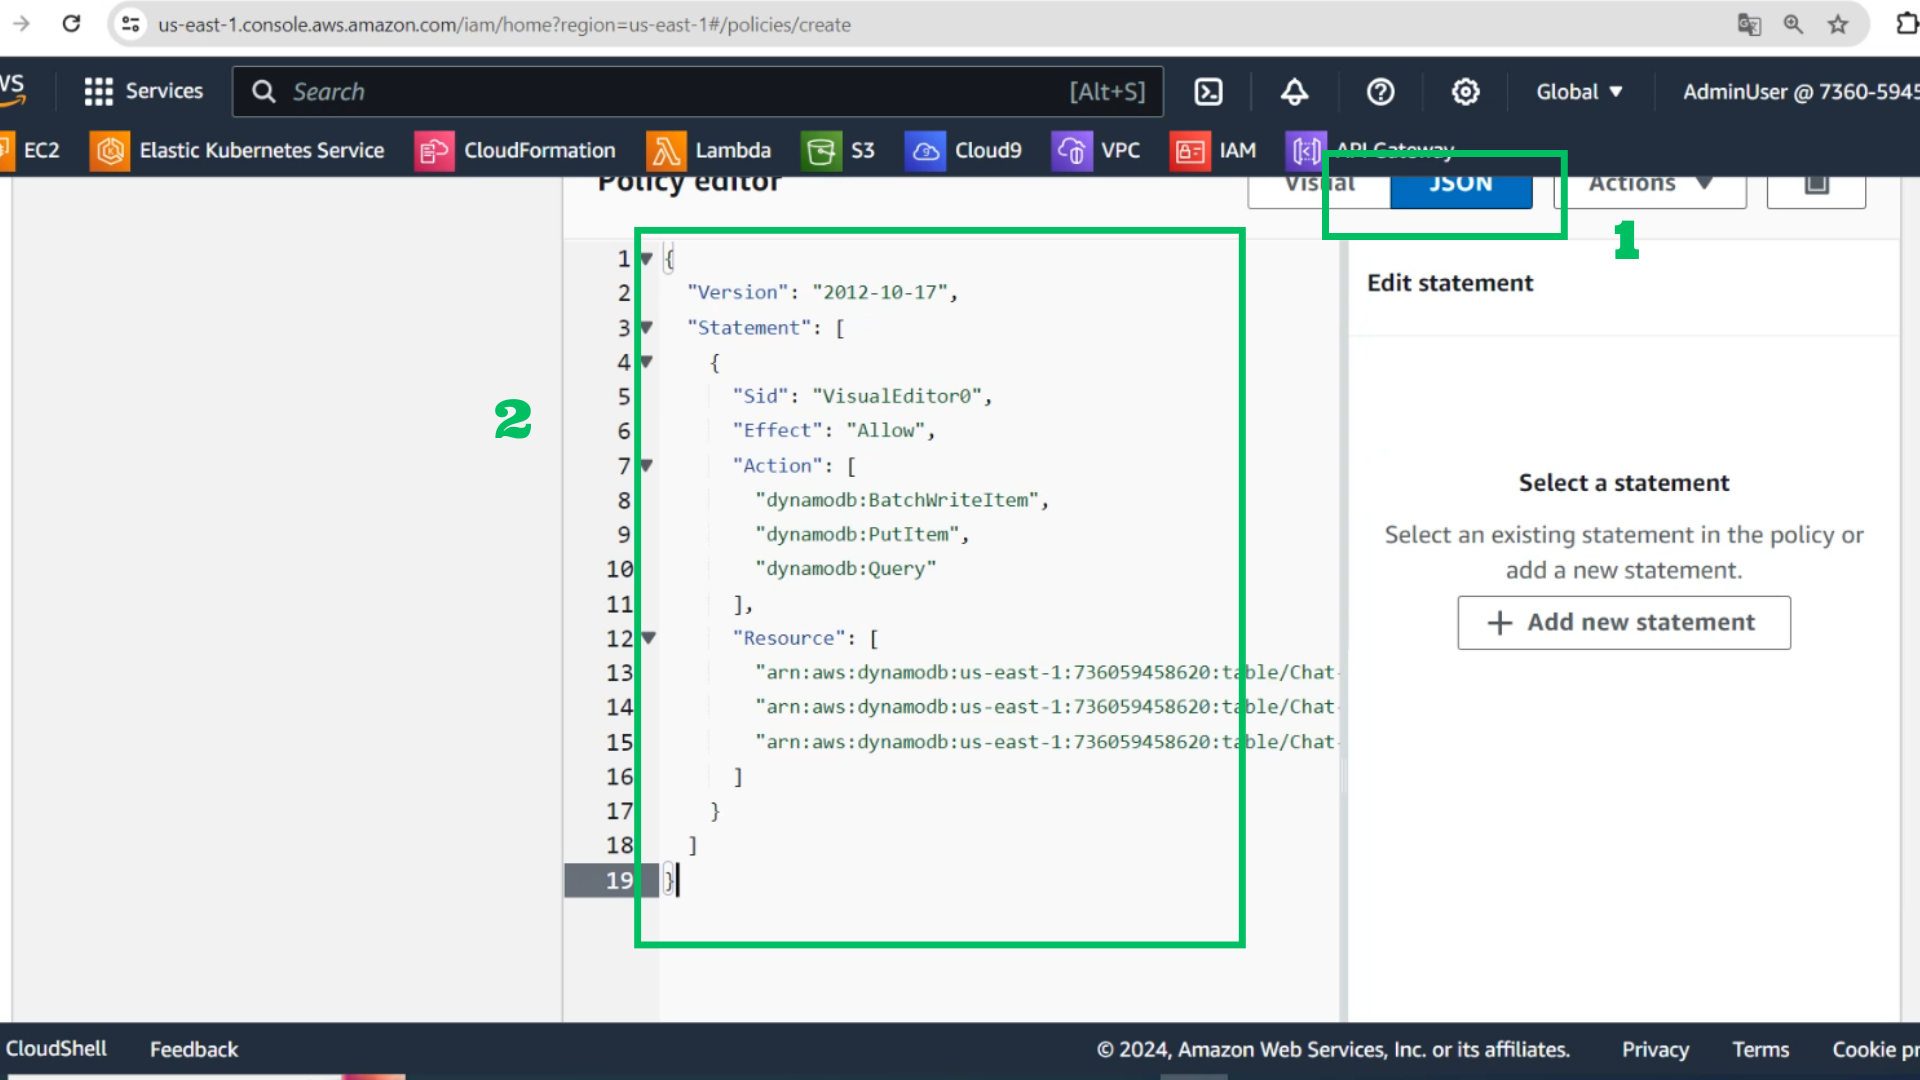 us-east-1.console.aws.amazon.com/iam/home?region=us-east-1#/policies/create
Services
Search
[Alt+S]
Global
AdminUser @ 7360-5945
EC2
Elastic Kubernetes Service
CloudFormation
Lambda
S3
Cloud9
VPC
IAM
API Gateway
Policy editor
Visual
JSON
Actions
1
2
1 {
2 "Version": "2012-10-17",
3 "Statement": [
4 {
5 "Sid": "VisualEditor0",
6 "Effect": "Allow",
7 "Action": [
8 "dynamodb:BatchWriteItem",
9 "dynamodb:PutItem",
10 "dynamodb:Query"
11 ],
12 "Resource": [
13 "arn:aws:dynamodb:us-east-1:736059458620:table/Chat-
14 "arn:aws:dynamodb:us-east-1:736059458620:table/Chat-
15 "arn:aws:dynamodb:us-east-1:736059458620:table/Chat-
16 ]
17 }
18 ]
19 }
Edit statement
Select a statement
Select an existing statement in the policy or
add a new statement.
+ Add new statement
CloudShell
Feedback
© 2024, Amazon Web Services, Inc. or its affiliates.
Privacy
Terms
Cookie pr